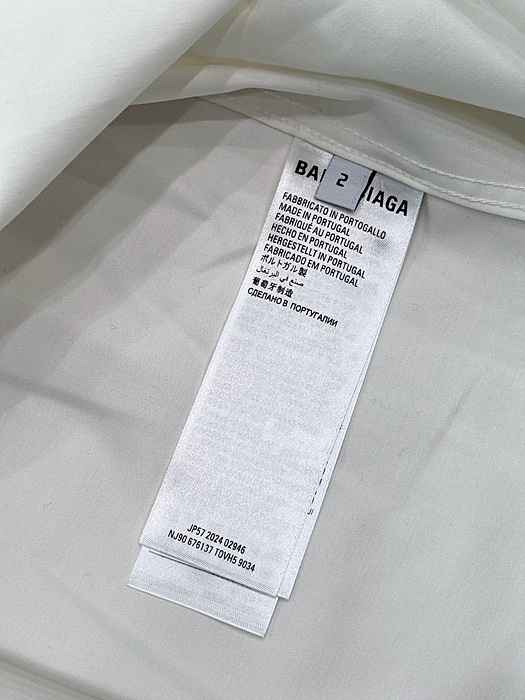 2
BA IAGA
FABBRICATO IN PORTOGALLO
MADE IN PORTUGAL
FABRIQUÉ AU PORTUGAL
HECHO EN PORTUGAL
HERGESTELLT IN PORTUGAL
FABRICADO EM PORTUGAL
ポルトガル製
صنع في البرتغال
葡萄牙制造
СДЕЛАНО В ПОРТУГАЛИИ
JP57 2024 02946
NJ90 676137 TOVH5 9034